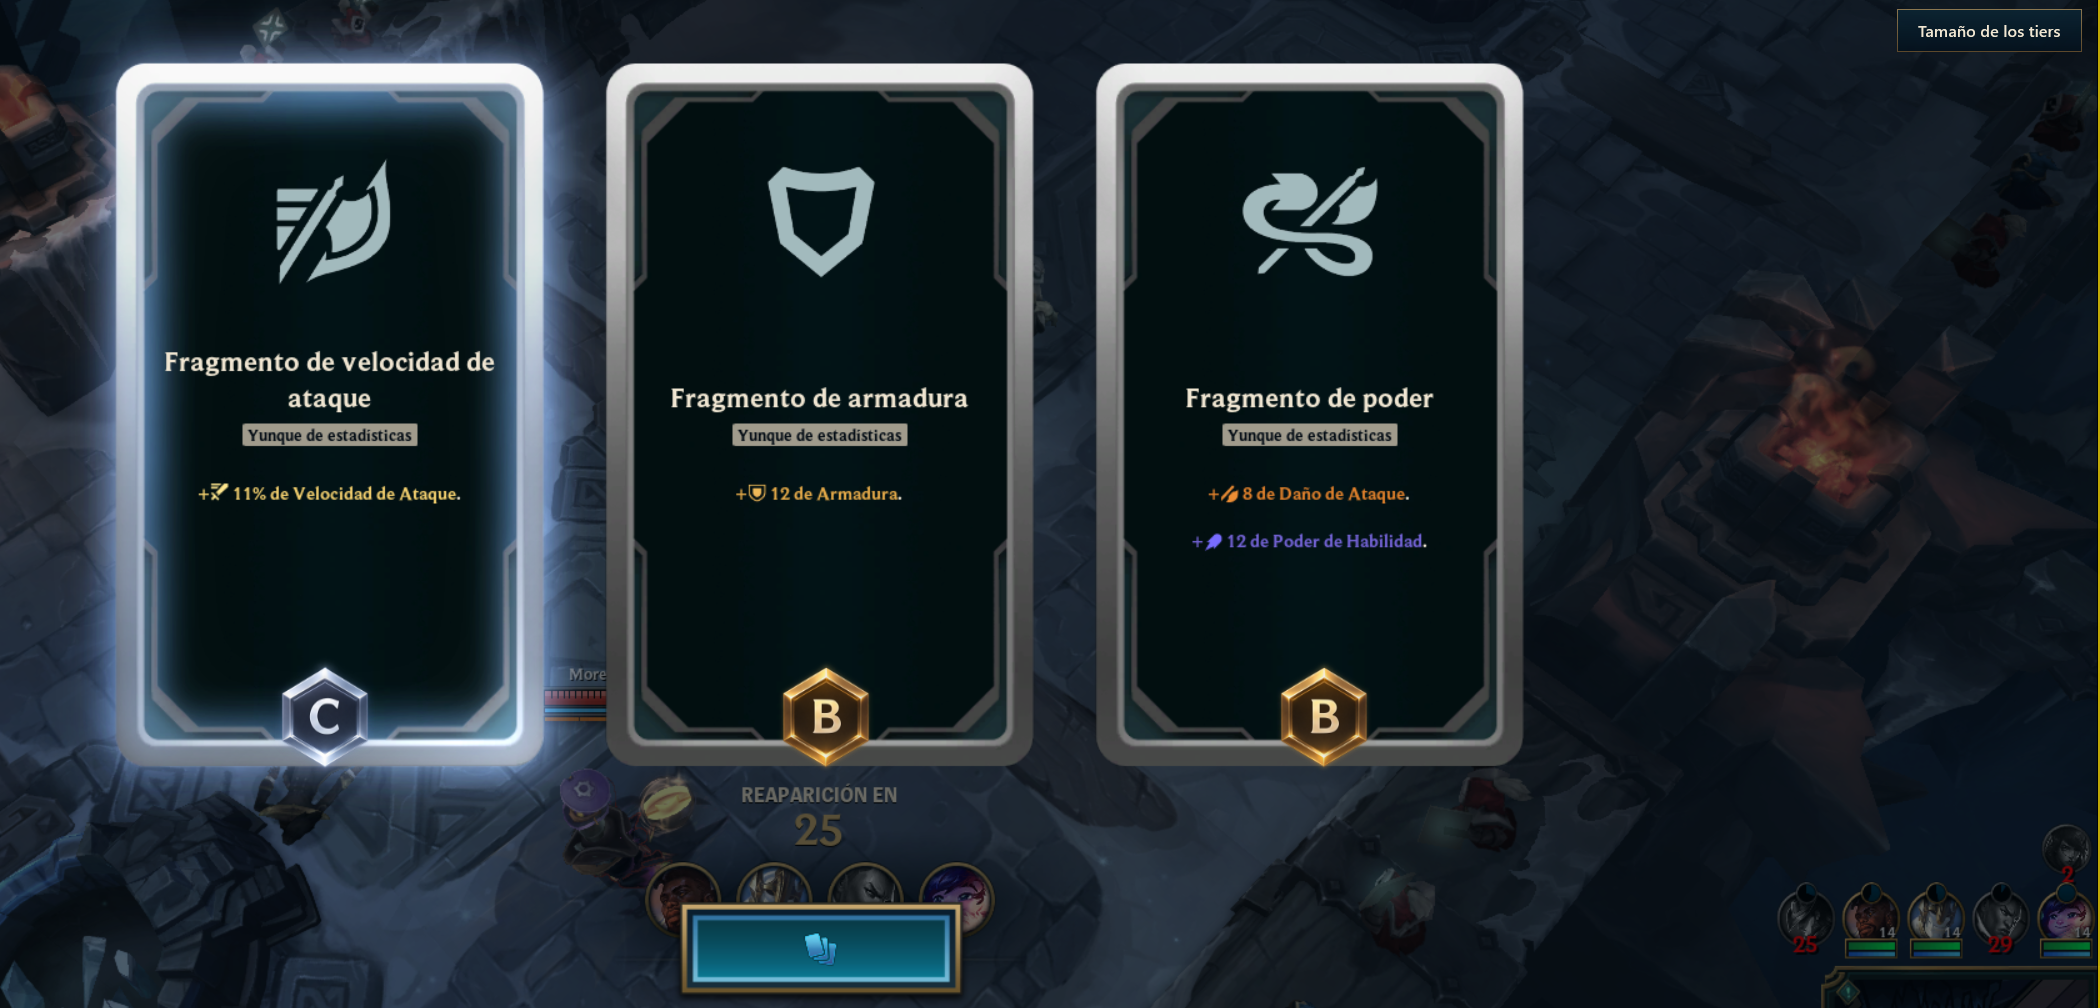 Tamaño de los tiers
Fragmento de velocidad de
ataque
Yunque de estadísticas
+ 11% de Velocidad de Ataque.
C
Fragmento de armadura
Yunque de estadísticas
+ 12 de Armadura.
B
Fragmento de poder
Yunque de estadísticas
+ 8 de Daño de Ataque.
+ 12 de Poder de Habilidad.
B
More
REAPARICIÓN EN
25
2
25
14
14
29
14